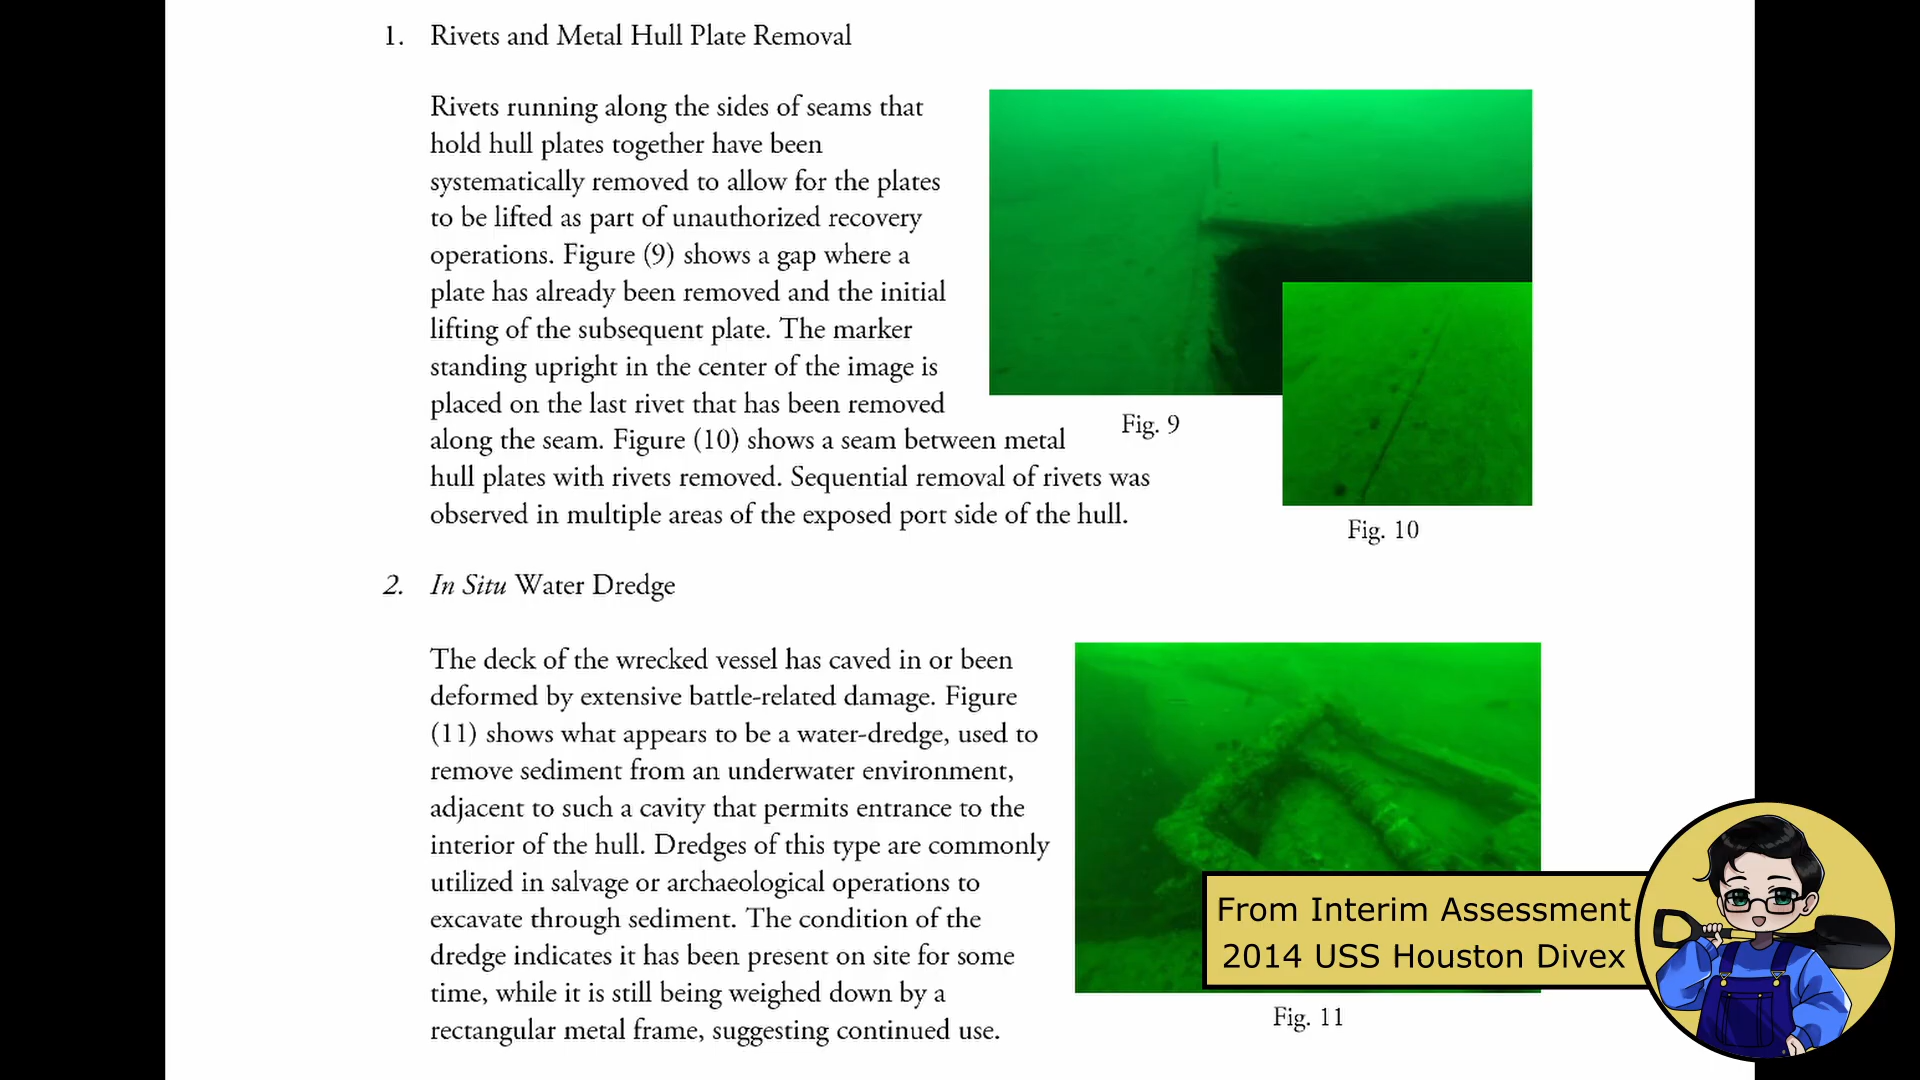 1. Rivets and Metal Hull Plate Removal
Rivets running along the sides of seams that
hold hull plates together have been
systematically removed to allow for the plates
to be lifted as part of unauthorized recovery
operations. Figure (9) shows a gap where a
plate has already been removed and the initial
lifting of the subsequent plate. The marker
standing upright in the center of the image is
placed on the last rivet that has been removed
along the seam. Figure (10) shows a seam between metal
hull plates with rivets removed. Sequential removal of rivets was
observed in multiple areas of the exposed port side of the hull.
Fig. 9
Fig. 10
2. In Situ Water Dredge
The deck of the wrecked vessel has caved in or been
deformed by extensive battle-related damage. Figure
(11) shows what appears to be a water-dredge, used to
remove sediment from an underwater environment,
adjacent to such a cavity that permits entrance to the
interior of the hull. Dredges of this type are commonly
utilized in salvage or archaeological operations to
excavate through sediment. The condition of the
dredge indicates it has been present on site for some
time, while it is still being weighed down by a
rectangular metal frame, suggesting continued use.
Fig. 11
From Interim Assessment
2014 USS Houston Divex